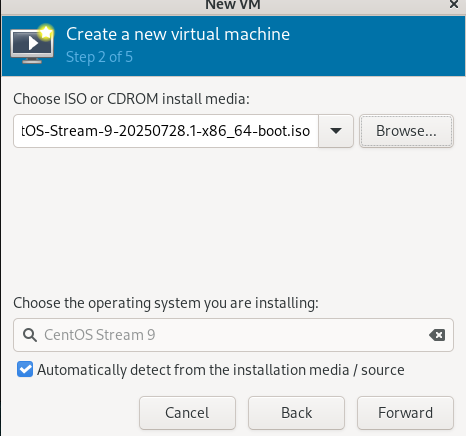 New VM
Create a new virtual machine
Step 2 of 5
Choose ISO or CDROM install media:
tOS-Stream-9-20250728.1-x86_64-boot.iso
Browse...
Choose the operating system you are installing:
CentOS Stream 9
Automatically detect from the installation media / source
Cancel Back Forward